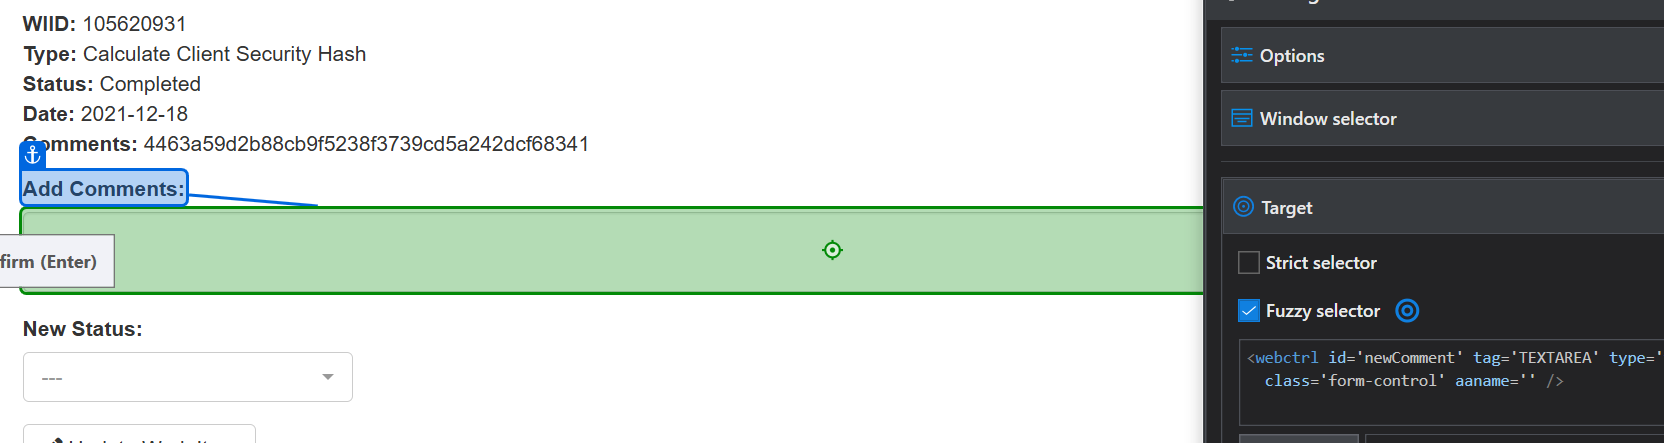 WIID: 105620931
Type: Calculate Client Security Hash
Status: Completed
Date: 2021-12-18
Comments: 4463a59d2b88cb9f5238f3739cd5a242dcf68341
Add Comments:
firm (Enter)
New Status:
---
Options
Window selector
Target
Strict selector
Fuzzy selector
<webctrl id='newComment' tag='TEXTAREA' type='
class='form-control' aaname='' />